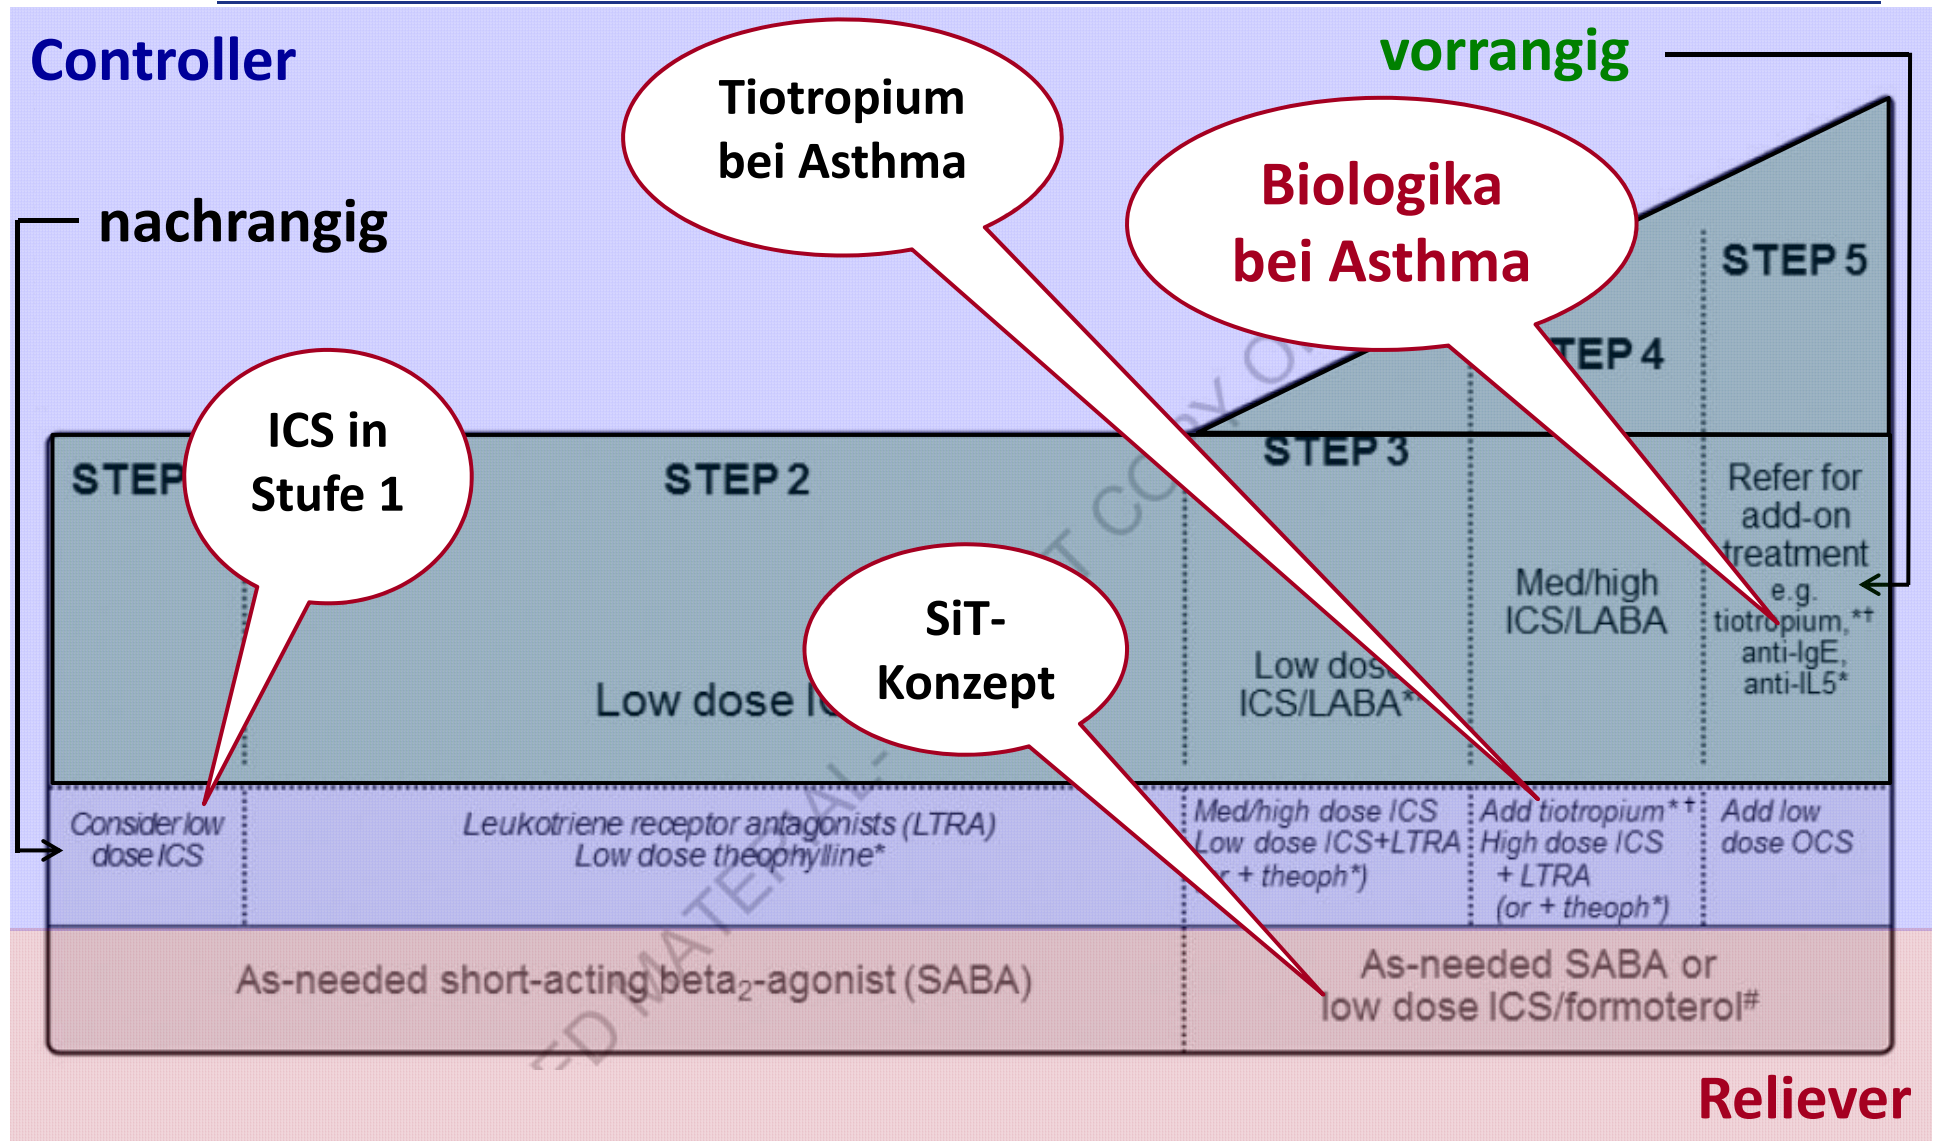 Controller
vorrangig
nachrangig
Tiotropium
bei Asthma
Biologika
bei Asthma
ICS in
Stufe 1
SiT-
Konzept
STEP
STEP 2
STEP 3
TEP 4
STEP 5
Low dose
Low dose
ICS/LABA*
Med/high
ICS/LABA
Refer for
add-on
treatment
e.g.
tiotropium,*†
anti-IgE,
anti-IL5*
Consider low
dose ICS
Leukotriene receptor antagonists (LTRA)
Low dose theophylline*
Med/high dose ICS
Low dose ICS+LTRA
+ theoph*)
Add tiotropium*†
High dose ICS
+ LTRA
(or + theoph*)
Add low
dose OCS
As-needed short-acting beta₂-agonist (SABA)
As-needed SABA or
low dose ICS/formoterol#
ED MATERIAL-
T COPY
Reliever